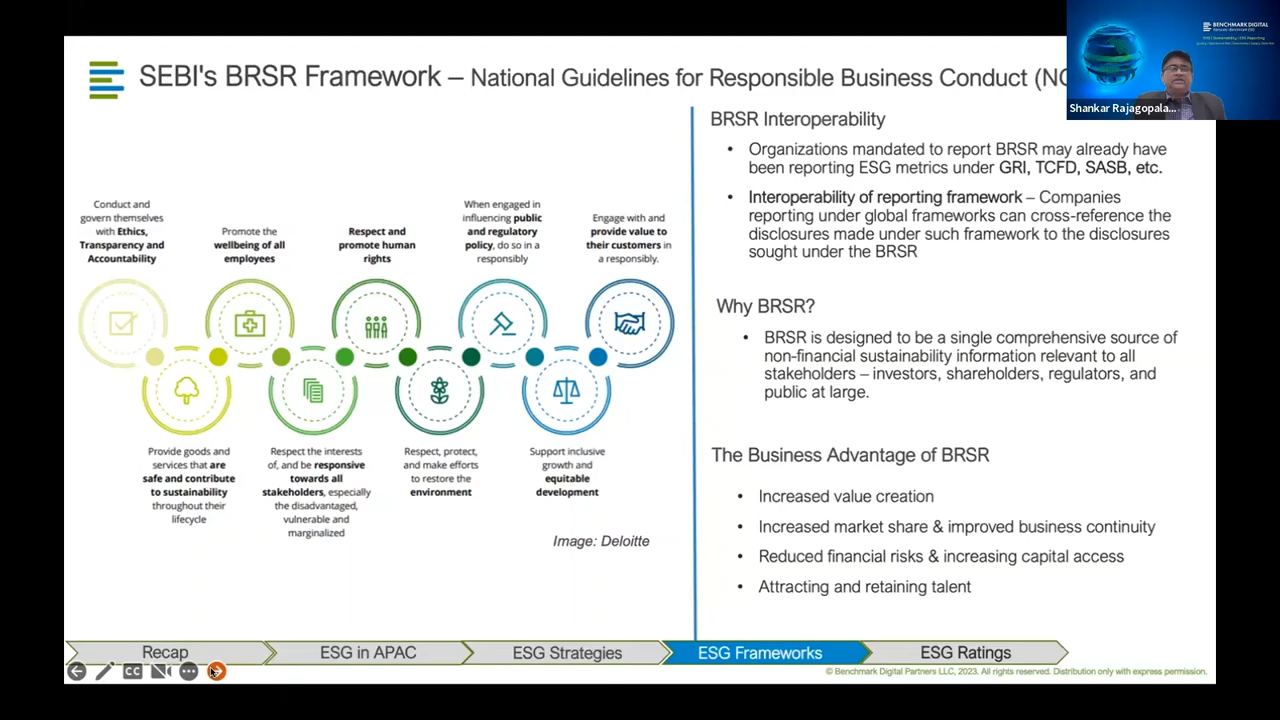 SEBI's BRSR Framework – National Guidelines for Responsible Business Conduct (NG
BENCHMARK DIGITAL
Shankar Rajagopala...
Conduct and
govern themselves
with Ethics,
Transparency and
Accountability
Promote the
wellbeing of all
employees
Respect and
promote human
rights
When engaged in
influencing public
and regulatory
policy, do so in a
responsibly
Engage with and
provide value to
their customers in
a responsibly.
Provide goods and
services that are
safe and contribute
to sustainability
throughout their
lifecycle
Respect the interests
of, and be responsive
towards all
stakeholders, especially
the disadvantaged,
vulnerable and
marginalized
Respect, protect,
and make efforts
to restore the
environment
Support inclusive
growth and
equitable
development
Image: Deloitte
BRSR Interoperability
• Organizations mandated to report BRSR may already have
been reporting ESG metrics under GRI, TCFD, SASB, etc.
• Interoperability of reporting framework – Companies
reporting under global frameworks can cross-reference the
disclosures made under such framework to the disclosures
sought under the BRSR
Why BRSR?
• BRSR is designed to be a single comprehensive source of
non-financial sustainability information relevant to all
stakeholders – investors, shareholders, regulators, and
public at large.
The Business Advantage of BRSR
• Increased value creation
• Increased market share & improved business continuity
• Reduced financial risks & increasing capital access
• Attracting and retaining talent
Recap
ESG in APAC
ESG Strategies
ESG Frameworks
ESG Ratings
CC
© Benchmark Digital Partners LLC, 2023. All rights reserved. Distribution only with express permission.